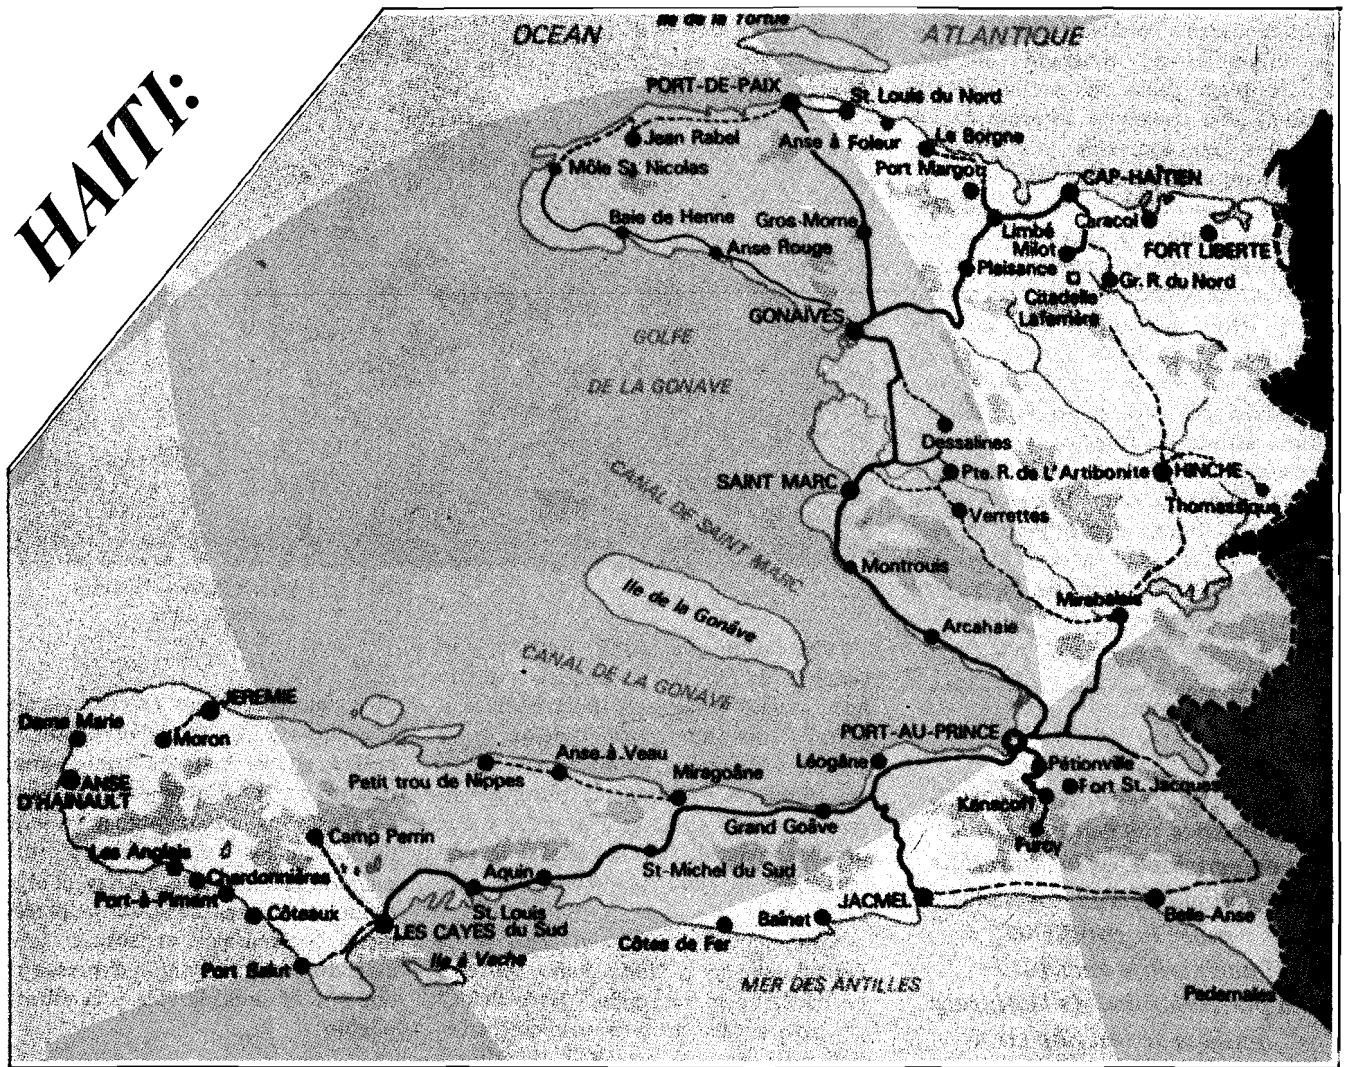 HAITI:
Ile de la Tortue
OCEAN
ATLANTIQUE
PORT-DE-PAIX
St. Louis du Nord
Jean Rabel
Anse à Foleur
Le Borgne
Môle St. Nicolas
Port Margot
CAP-HAÏTIEN
Baie de Henne
Gros-Morne
Limbé
Caracol
Anse Rouge
Milot
FORT LIBERTE
Plaisance
Gr. R. du Nord
Citadelle
Laferrière
GONAÏVES
GOLFE
DE LA GONAVE
Dessalines
CANAL DE SAINT MARC
SAINT MARC
Pte. R. de L'Artibonite
HINCHE
Thomassique
Verrettes
Montrouis
Ile de la Gonâve
Mirebalais
Arcahaie
CANAL DE LA GONAVE
JEREMIE
Dame Marie
Moron
PORT-AU-PRINCE
Anse-à-Veau
Léogâne
Pétionville
Petit trou de Nippes
Miragoâne
Fort St. Jacques
ANSE
D'HAINAULT
Kenscoff
Grand Goâve
Camp Perrin
Furcy
Les Anglais
Aquin
St-Michel du Sud
Chardonnières
Port-à-Piment
JACMEL
Côteaux
St. Louis
du Sud
Bainet
Belle-Anse
LES CAYES
Côtes de Fer
Port Salut
Ile à Vache
MER DES ANTILLES
Pedernales